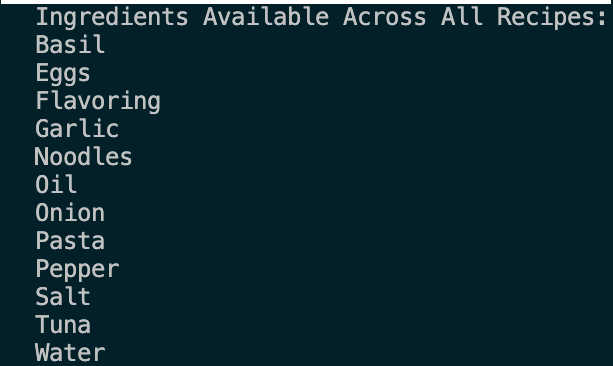 Ingredients Available Across All Recipes:
Basil
Eggs
Flavoring
Garlic
Noodles
Oil
Onion
Pasta
Pepper
Salt
Tuna
Water